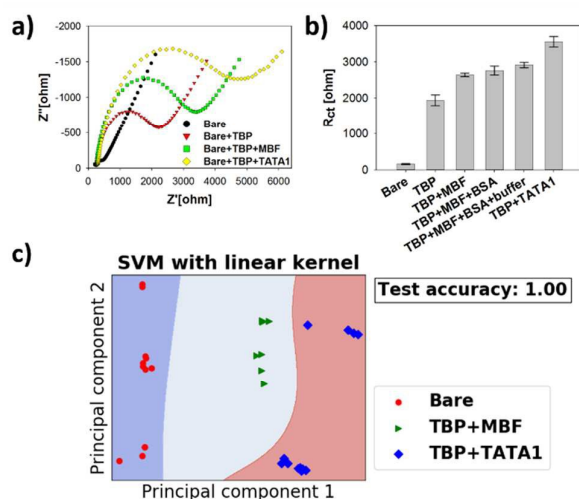 a)
-2000
-1500
-1000
-500
0
Z''[ohm]
Bare
Bare+TBP
Bare+TBP+MBF
Bare+TBP+TATA1
0 1000 2000 3000 4000 5000 6000
Z'[ohm]
b)
4000
3000
2000
1000
0
Rct [ohm]
Bare
TBP
TBP+MBF
TBP+MBF+BSA
TBP+MBF+BSA+buffer
TBP+TATA1
c)
SVM with linear kernel
Principal component 2
Principal component 1
Test accuracy: 1.00
Bare
TBP+MBF
TBP+TATA1